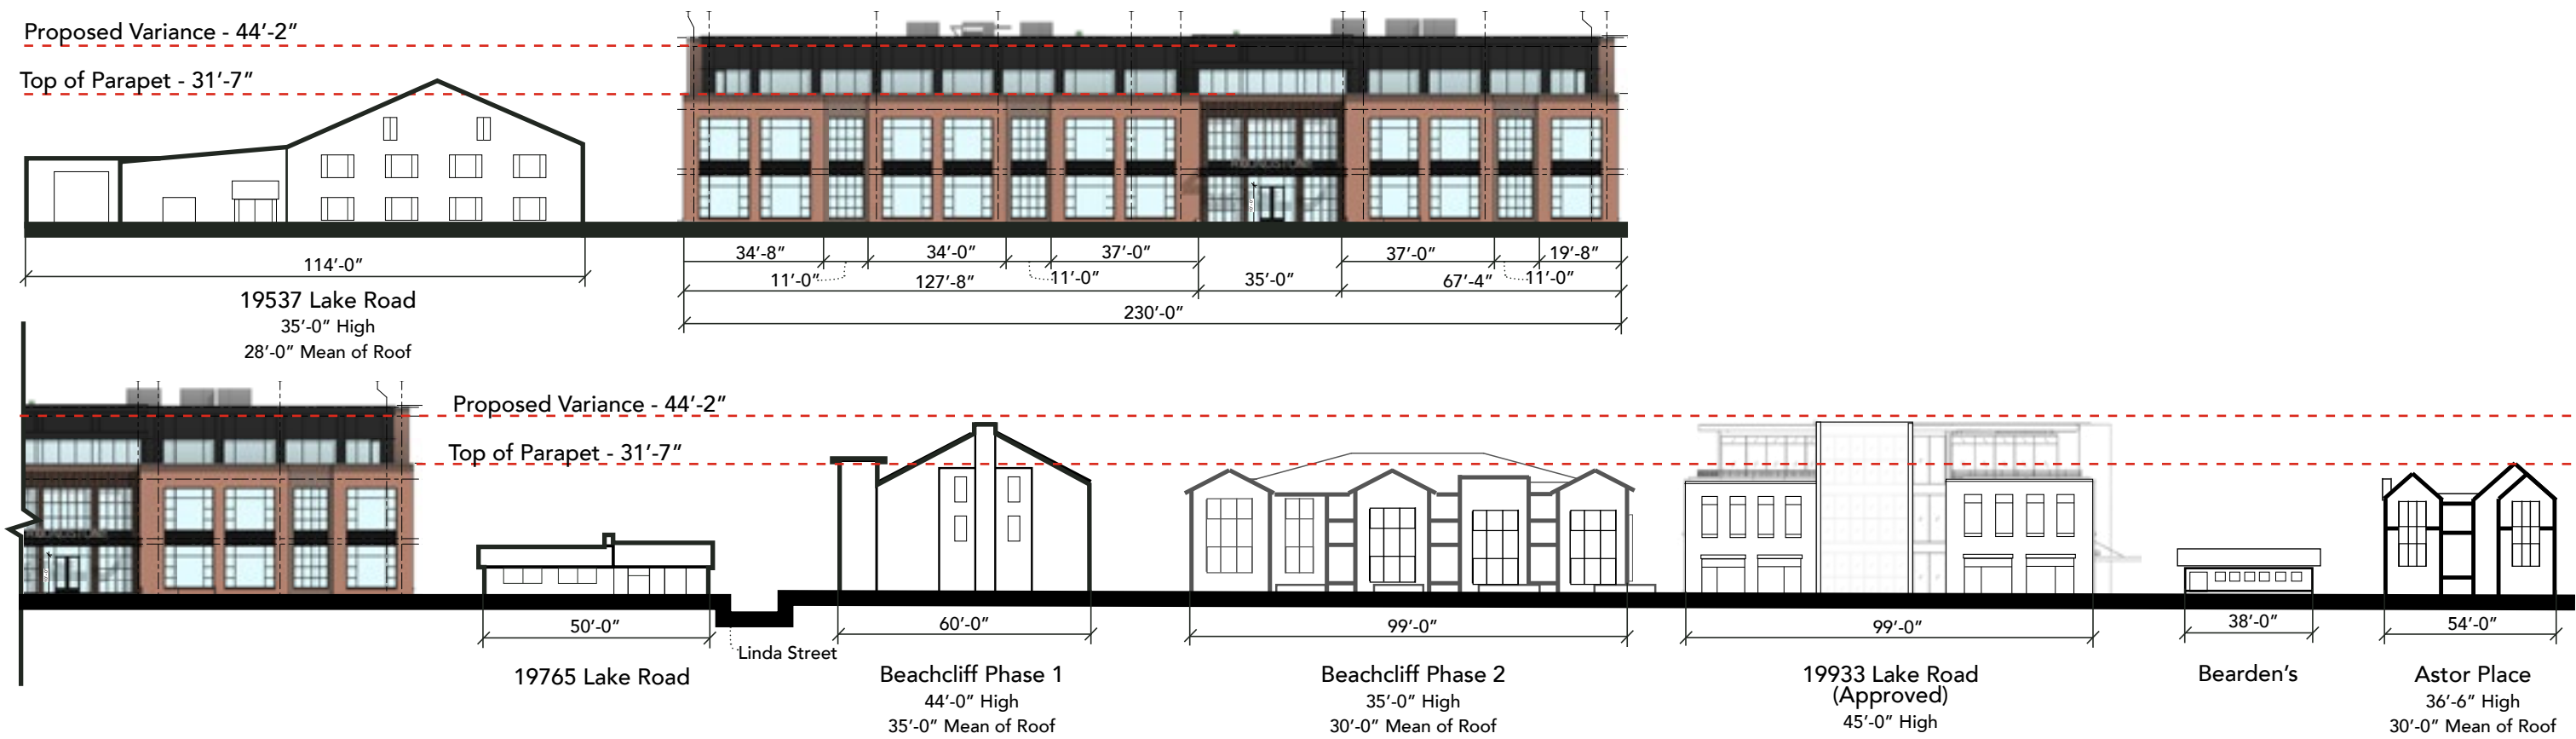 Proposed Variance - 44'-2"
Top of Parapet - 31'-7"
34'-8"
34'-0"
37'-0"
37'-0"
19'-8"
114'-0"
11'-0"
127'-8"
11'-0"
35'-0"
67'-4"
11'-0"
230'-0"
19537 Lake Road
35'-0" High
28'-0" Mean of Roof
Proposed Variance - 44'-2"
Top of Parapet - 31'-7"
50'-0"
60'-0"
99'-0"
99'-0"
38'-0"
54'-0"
Linda Street
19765 Lake Road
Beachcliff Phase 1
44'-0" High
35'-0" Mean of Roof
Beachcliff Phase 2
35'-0" High
30'-0" Mean of Roof
19933 Lake Road
(Approved)
45'-0" High
Bearden's
Astor Place
36'-6" High
30'-0" Mean of Roof